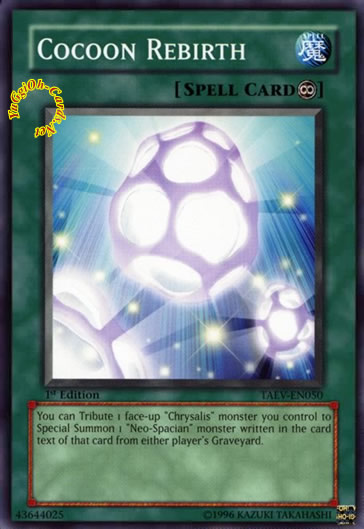 COCOON REBIRTH
魔
[SPELL CARD∞]
YuGiOh-Cards.Net
1st Edition
TAEV-EN050
You can Tribute 1 face-up "Chrysalis" monster you control to
Special Summon 1 "Neo-Spacian" monster written in the card
text of that card from either player's Graveyard.
43644025
©1996 KAZUKI TAKAHASHI